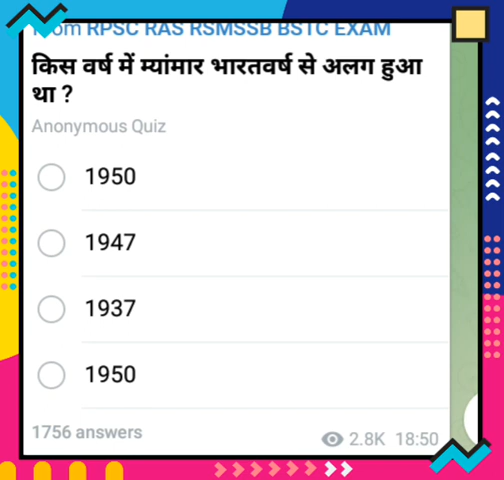 from RPSC RAS RSMSSB BSTC EXAM
किस वर्ष में म्यांमार भारतवर्ष से अलग हुआ
था ?
Anonymous Quiz
1950
1947
1937
1950
1756 answers
2.8K 18:50